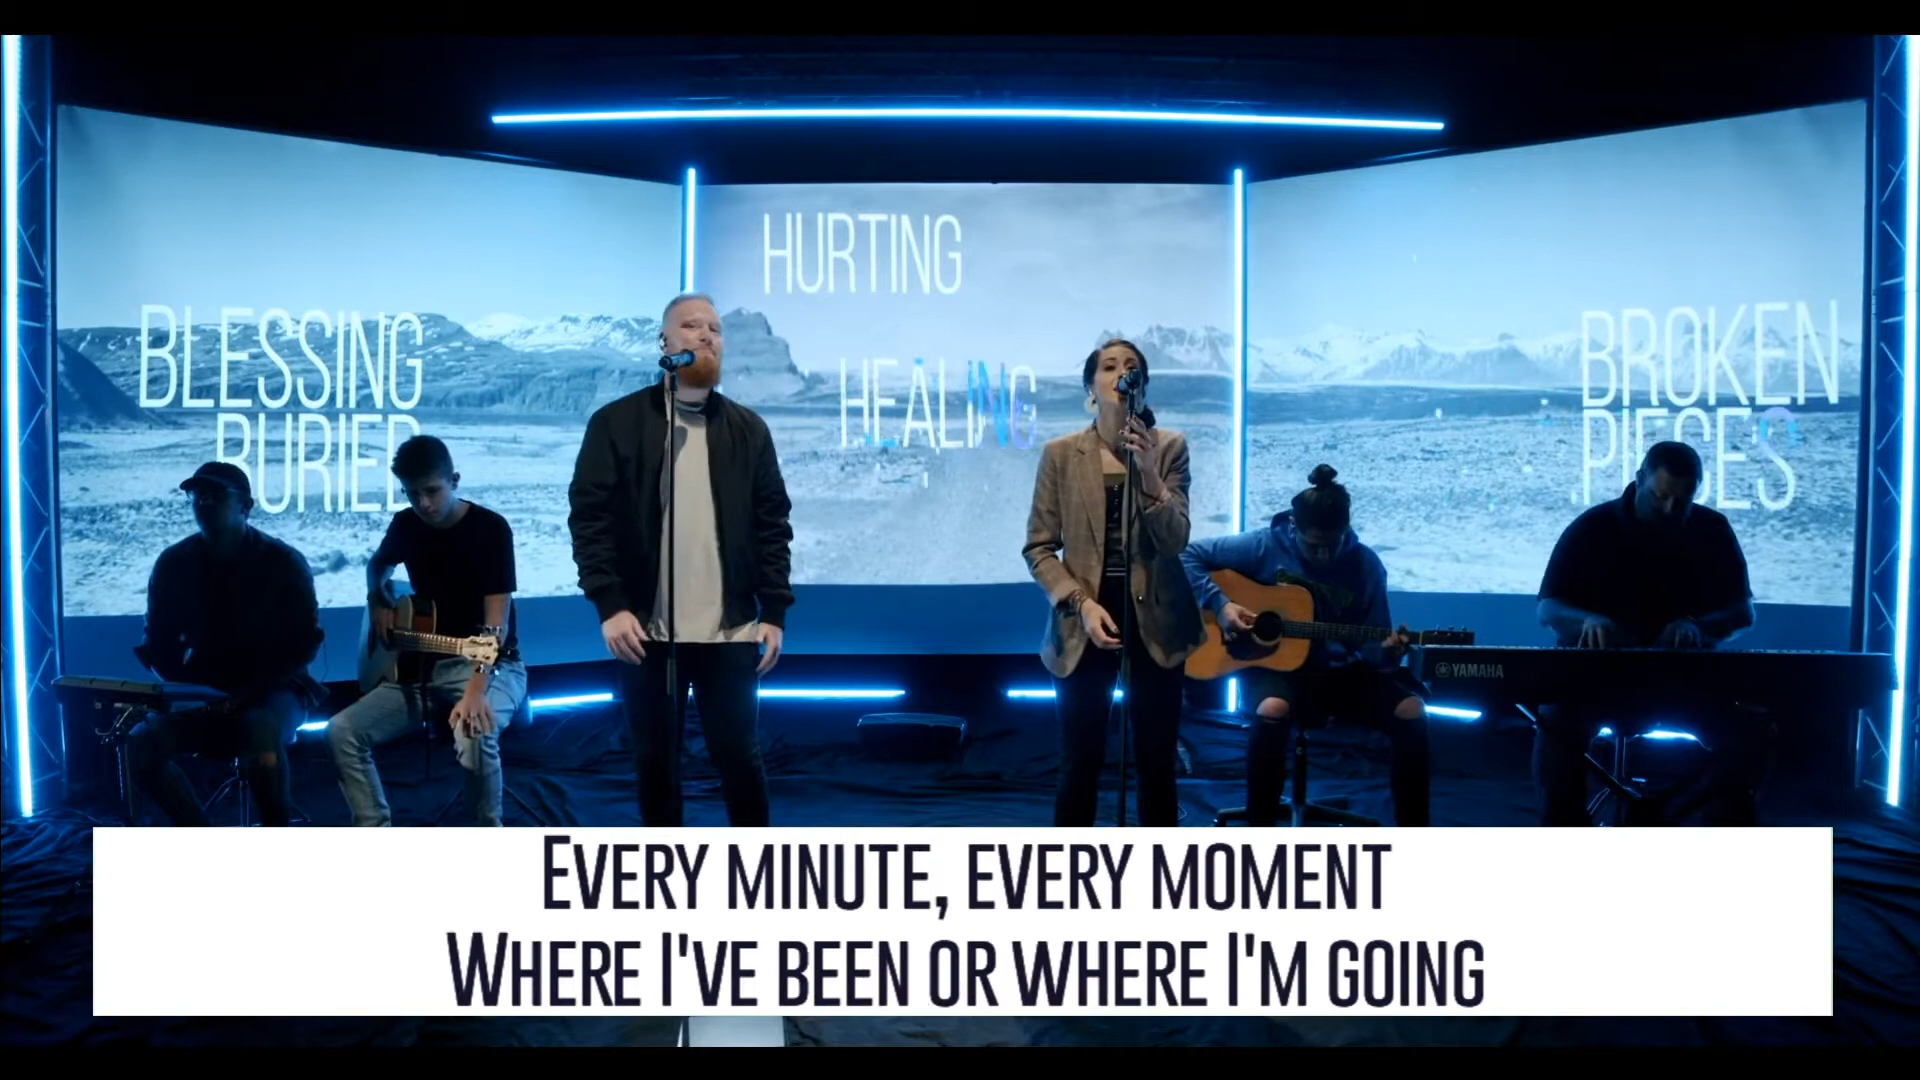 HURTING
BLESSING
BURIED
HEALING
BROKEN
PIECES
YAMAHA
EVERY MINUTE, EVERY MOMENT
WHERE I'VE BEEN OR WHERE I'M GOING